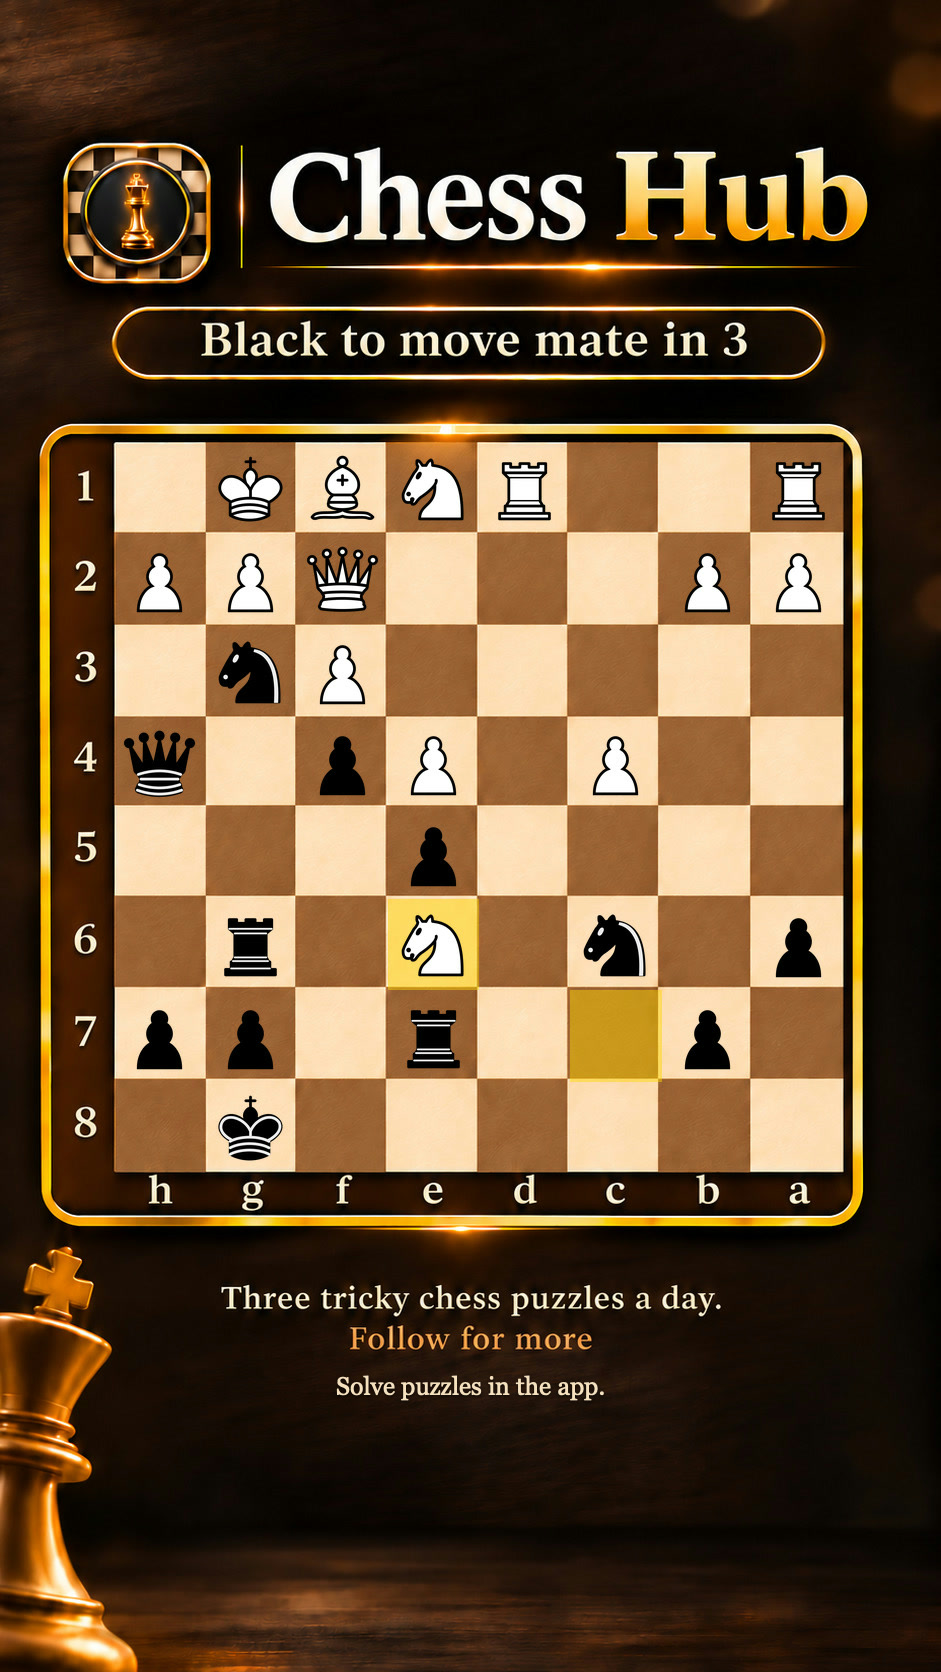 Chess Hub
Black to move mate in 3
1
2
3
4
5
6
7
8
h g f e d c b a
Three tricky chess puzzles a day.
Follow for more
Solve puzzles in the app.